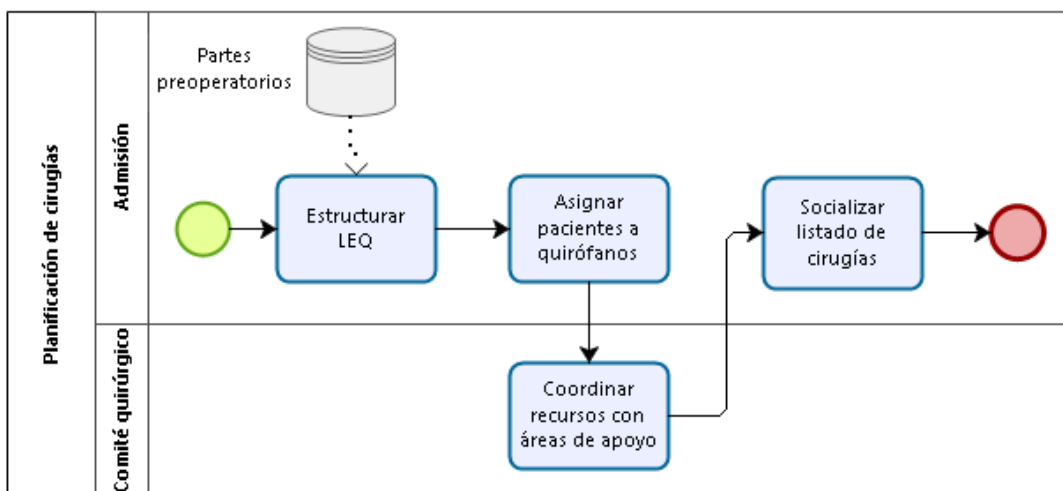 Planificación de cirugías
Admisión
Partes
preoperatorios
Estructurar
LEQ
Asignar
pacientes a
quirófanos
Socializar
listado de
cirugías
Comité quirúrgico
Coordinar
recursos con
áreas de apoyo